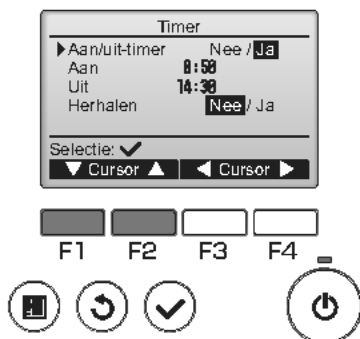 Timer
Aan/uit-timer Nee / Ja
Aan 8:50
Uit 14:30
Herhalen Nee / Ja
Selectie: ✔
▼ Cursor ▲ ◀ Cursor ▶
F1 F2 F3 F4